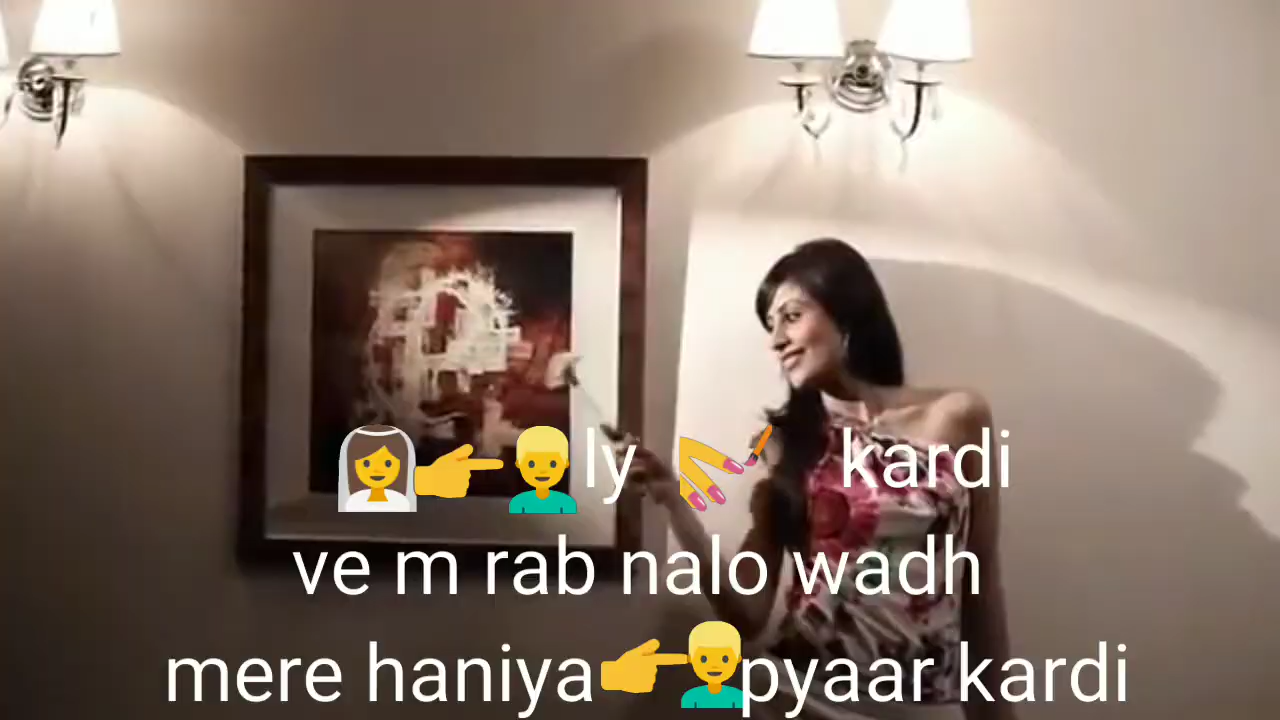 👰👉👱‍♂️ly 💅 kardi
ve m rab nalo wadh
mere haniya👉👱‍♂️pyaar kardi